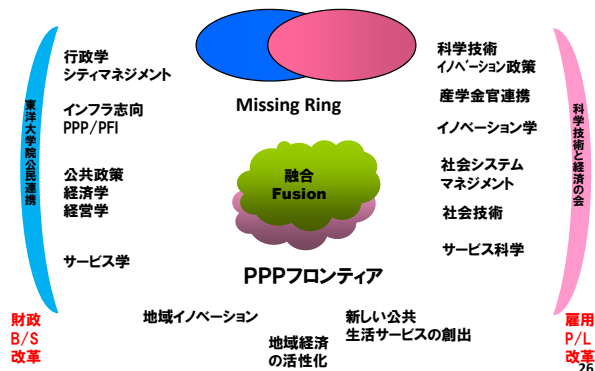 東洋大学院公民連携
行政学
シティマネジメント
インフラ志向
PPP/PFI
公共政策
経済学
経営学
サービス学
財政
B/S
改革
Missing Ring
融合
Fusion
PPPフロンティア
地域イノベーション
地域経済
の活性化
新しい公共
生活サービスの創出
科学技術
イノベーション政策
産学金官連携
イノベーション学
社会システム
マネジメント
社会技術
サービス科学
科学技術と経済の会
雇用
P/L
改革
26